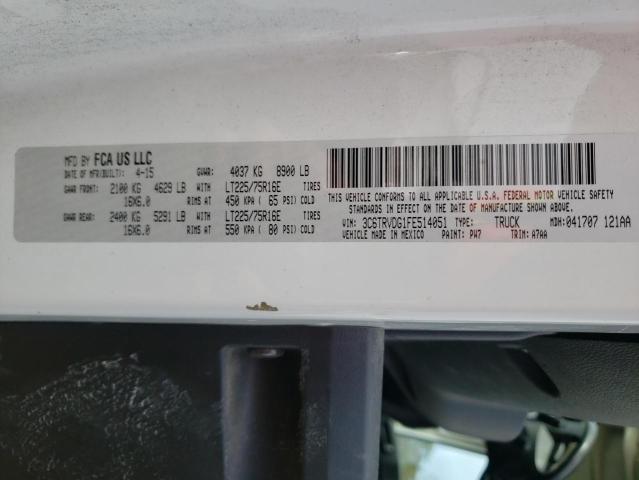 MFD BY FCA US LLC
DATE OF MFR(BUILT): 4-15 GVWR: 4037 KG 8900 LB
GAWR FRONT: 2100 KG 4629 LB WITH LT225/75R16E TIRES
16X6.0 RIMS AT 450 KPA ( 65 PSI) COLD
GAWR REAR: 2400 KG 5291 LB WITH LT225/75R16E TIRES
16X6.0 RIMS AT 550 KPA ( 80 PSI) COLD
THIS VEHICLE CONFORMS TO ALL APPLICABLE U.S.A. FEDERAL MOTOR VEHICLE SAFETY
STANDARDS IN EFFECT ON THE DATE OF MANUFACTURE SHOWN ABOVE.
VIN: 3C6TRVDG1FE514051 TYPE: TRUCK MDH:041707 121AA
VEHICLE MADE IN MEXICO PAINT: PW7 TRIM: A7AA